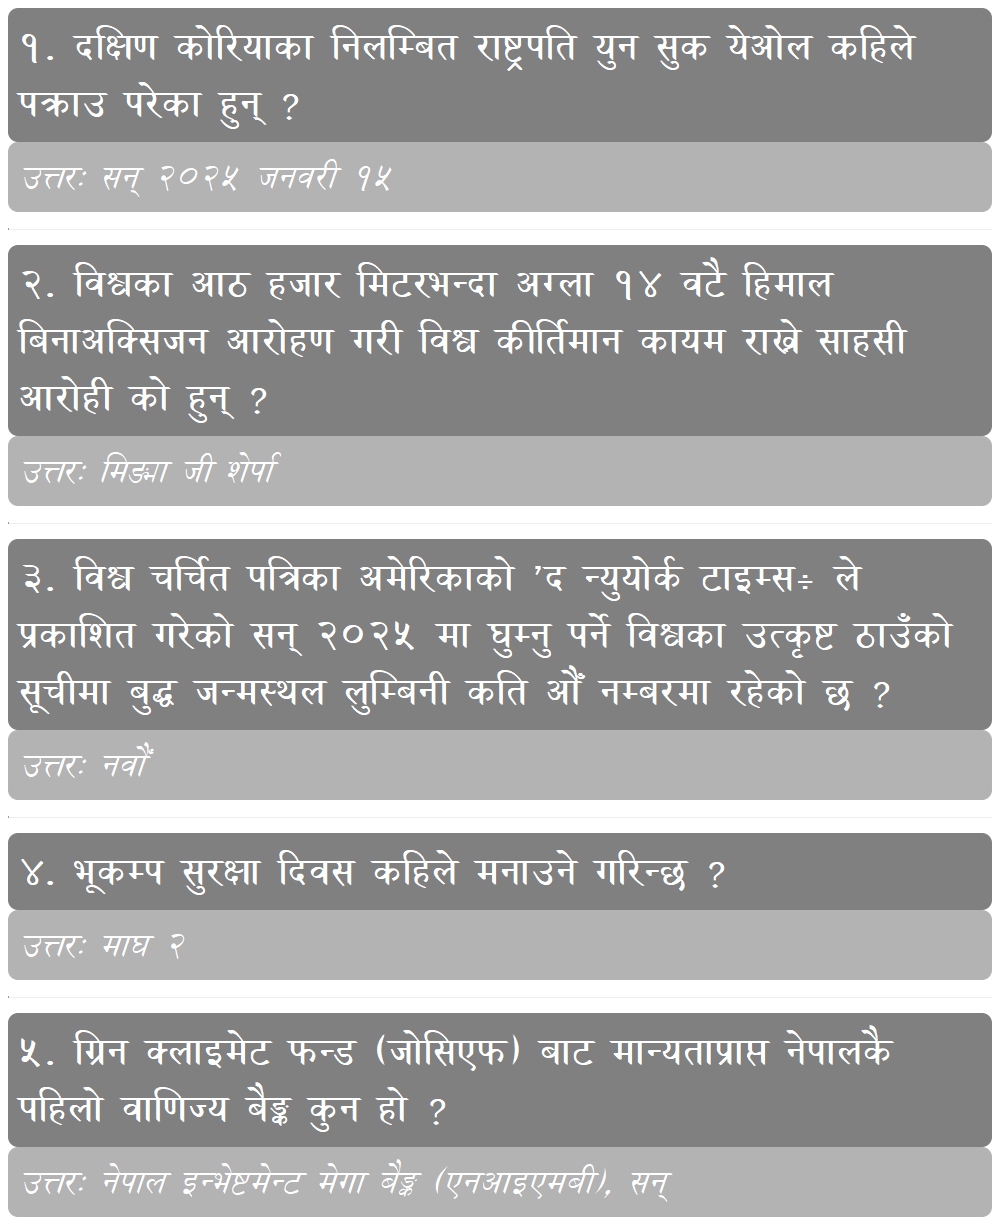 १. दक्षिण कोरियाका निलम्बित राष्ट्रपति युन सुक येओल कहिले
पक्राउ परेका हुन् ?
उत्तरः सन् २०२५ जनवरी १५
२. विश्वका आठ हजार मिटरभन्दा अग्ला १४ वटै हिमाल
बिनाअक्सिजन आरोहण गरी विश्व कीर्तिमान कायम राख्ने साहसी
आरोही को हुन् ?
उत्तरः मिङ्मा जी शेर्पा
३. विश्व चर्चित पत्रिका अमेरिकाको ’द न्युयोर्क टाइम्स÷ ले
प्रकाशित गरेको सन् २०२५ मा घुम्नु पर्ने विश्वका उत्कृष्ट ठाउँको
सूचीमा बुद्ध जन्मस्थल लुम्बिनी कति औँ नम्बरमा रहेको छ ?
उत्तरः नवौँ
४. भूकम्प सुरक्षा दिवस कहिले मनाउने गरिन्छ ?
उत्तरः माघ २
५. ग्रिन क्लाइमेट फन्ड (जोसिएफ) बाट मान्यताप्राप्त नेपालकै
पहिलो वाणिज्य बैङ्क कुन हो ?
उत्तरः नेपाल इन्भेष्टमेन्ट मेगा बैङ्क (एनआइएमबी), सन्